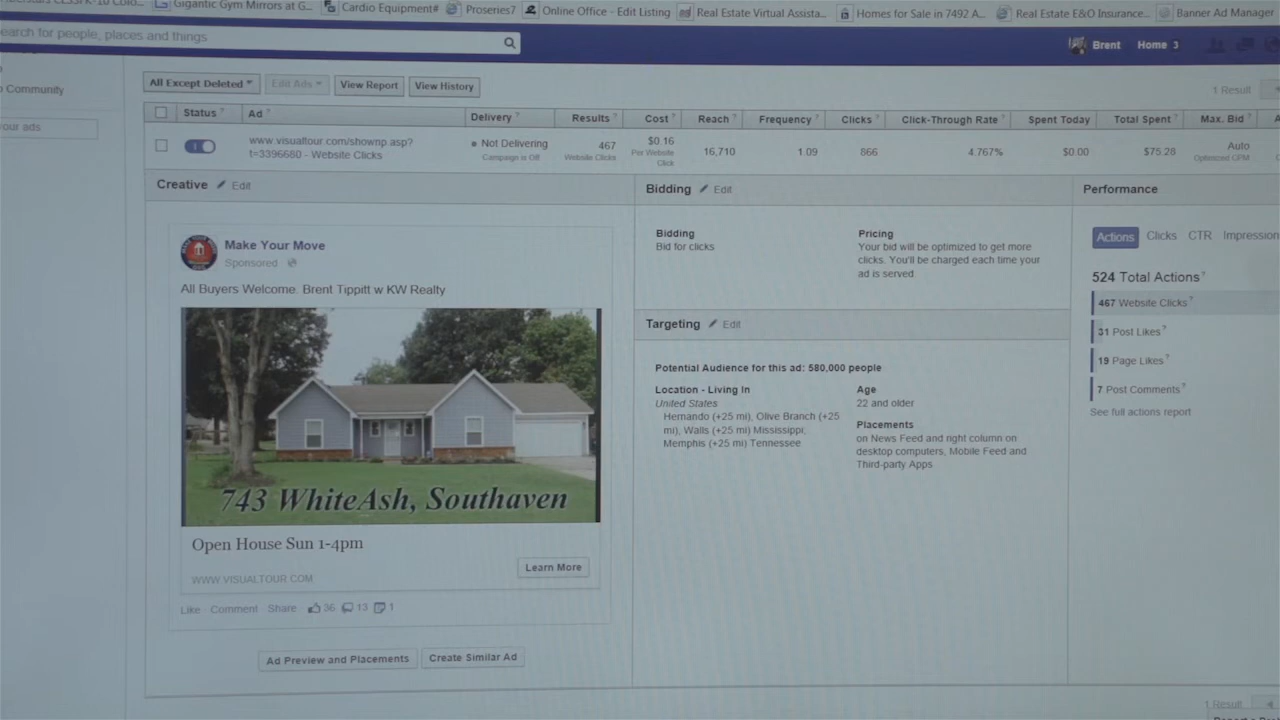 Gigantic Gym Mirrors at G...
Cardio Equipment#
Proseries7
Online Office - Edit Listing
Real Estate Virtual Assista...
Homes for Sale in 7492 A...
Real Estate E&O Insurance...
Banner Ad Manager
earch for people, places and things
Brent Home 3
Community
your ads
All Except Deleted
Edit Ads
View Report
View History
1 Result
Status ? Ad ? Delivery ? Results ? Cost ? Reach ? Frequency ? Clicks ? Click-Through Rate ? Spent Today ? Total Spent ? Max. Bid ?
www.visualtour.com/shownp.asp?
t=3396680 - Website Clicks
Not Delivering
Campaign is Off
467
Website Clicks
$0.16
Per Website
Click
16,710
1.09
866
4.767%
$0.00
$75.28
Auto
Optimized CPM
Creative Edit
Bidding Edit
Performance
Make Your Move
Sponsored
All Buyers Welcome. Brent Tippitt w KW Realty
743 WhiteAsh, Southaven
Open House Sun 1-4pm
WWW.VISUALTOUR.COM
Learn More
Like · Comment · Share 36 13 1
Ad Preview and Placements
Create Similar Ad
Bidding
Bid for clicks
Pricing
Your bid will be optimized to get more
clicks. You'll be charged each time your
ad is served
Targeting Edit
Potential Audience for this ad: 580,000 people
Location - Living In
United States
Hernando (+25 mi), Olive Branch (+25
mi), Walls (+25 mi) Mississippi;
Memphis (+25 mi) Tennessee
Age
22 and older
Placements
on News Feed and right column on
desktop computers, Mobile Feed and
Third-party Apps
Actions Clicks CTR Impression
524 Total Actions ?
467 Website Clicks ?
31 Post Likes ?
19 Page Likes ?
7 Post Comments ?
See full actions report
1 Result